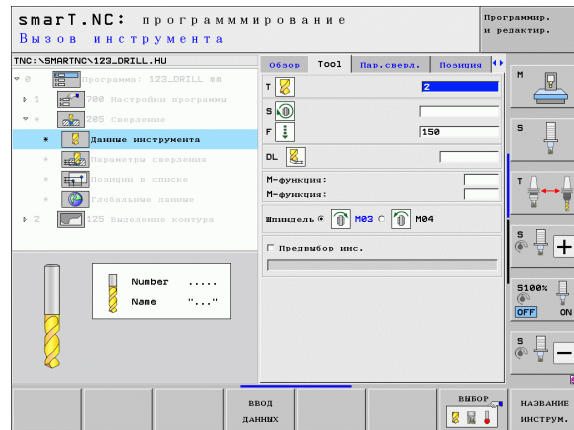 smarT.NC: программмирование
Программир. и редактир.
Вызов инструмента
TNC:\SMARTNC\123_DRILL.HU
0 Программа: 123_DRILL мм
1 700 Настройки программы
* 205 Сверление
* Данные инструмента
* Параметры сверления
* Позиции в списке
* Глобальные данные
2 125 Выделение контура
Number .....
Name "..."
Обзор Tool Пар.сверл. Позиция
T 2
S
F 150
DL
М-функция:
М-функция:
Шпиндель M03 M04
Предвыбор инс.
M
S
T
S
S100%
OFF ON
S
ВВОД ДАННЫХ
ВЫБОР
НАЗВАНИЕ ИНСТРУМ.